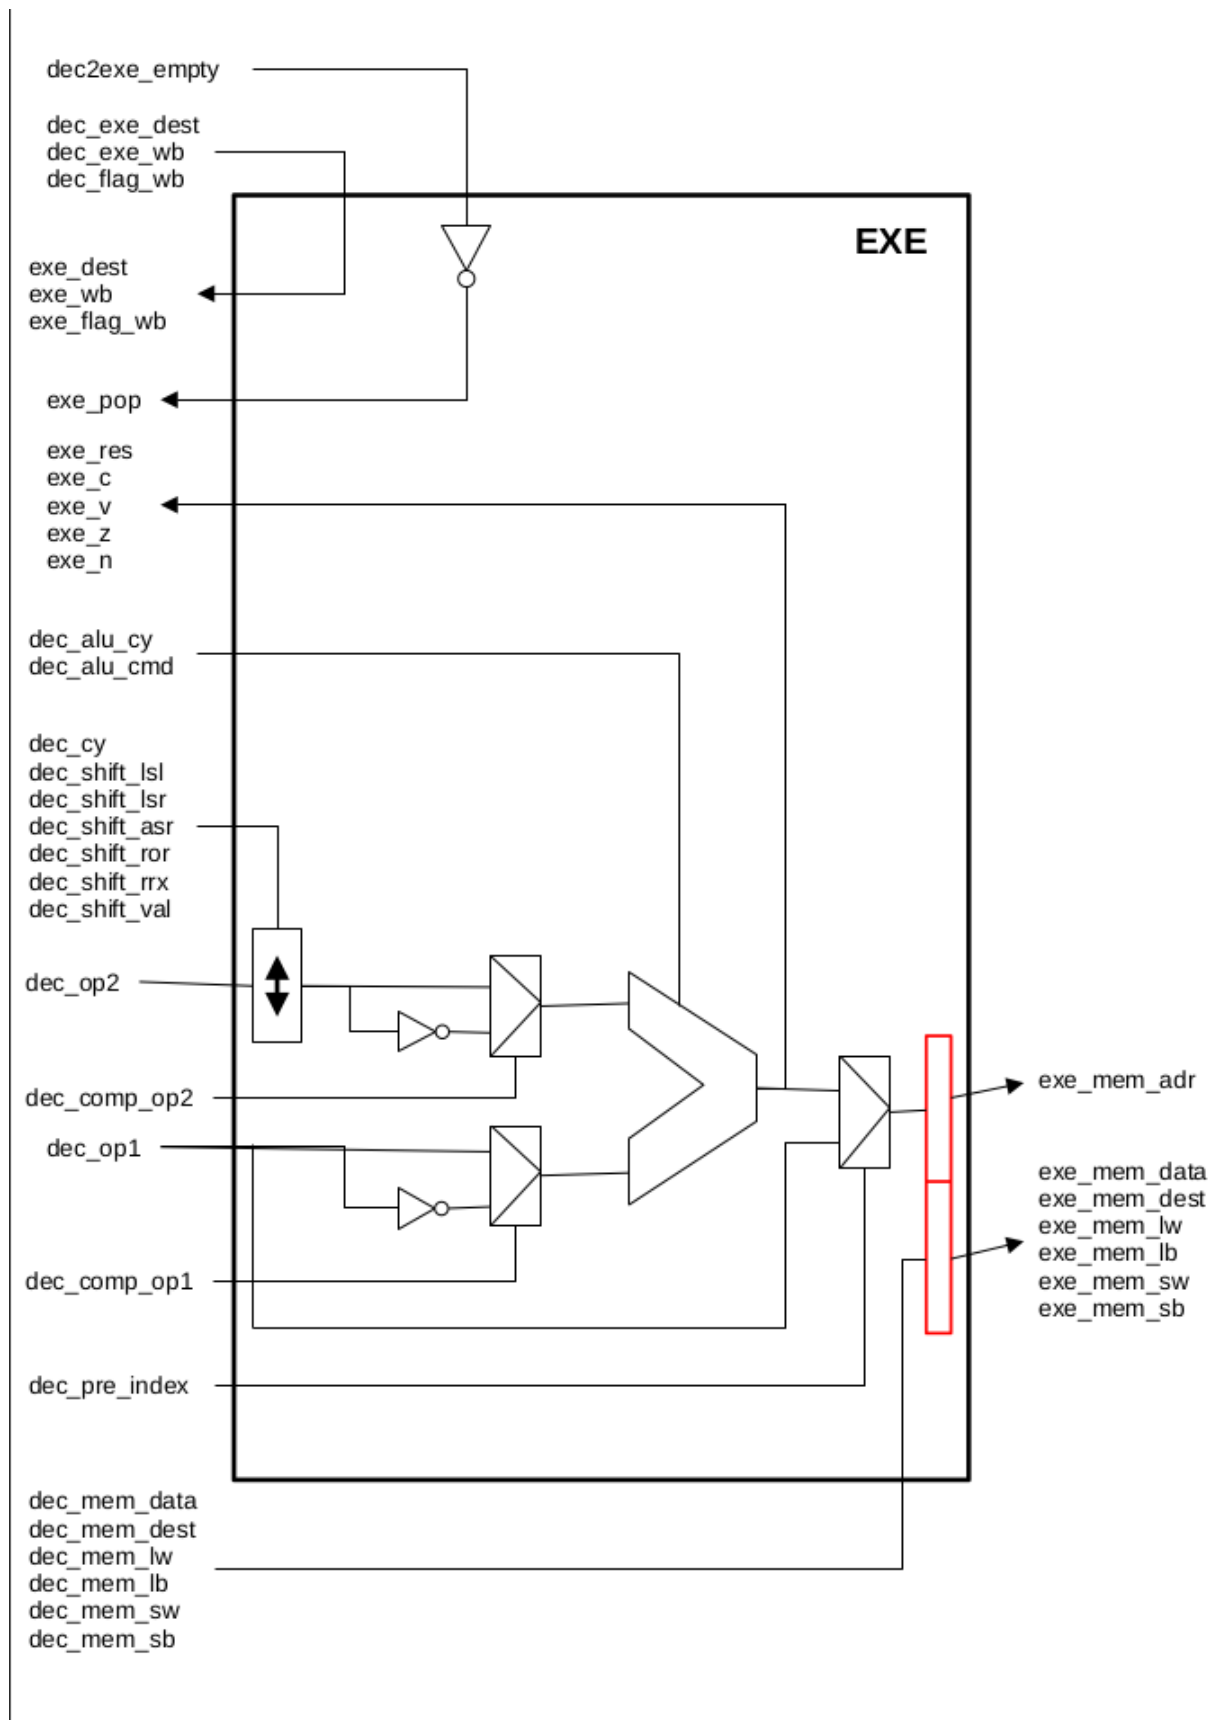 dec2exe_empty
dec_exe_dest
dec_exe_wb
dec_flag_wb
EXE
exe_dest
exe_wb
exe_flag_wb
exe_pop
exe_res
exe_c
exe_v
exe_z
exe_n
dec_alu_cy
dec_alu_cmd
dec_cy
dec_shift_lsl
dec_shift_lsr
dec_shift_asr
dec_shift_ror
dec_shift_rrx
dec_shift_val
dec_op2
dec_comp_op2
dec_op1
dec_comp_op1
exe_mem_adr
exe_mem_data
exe_mem_dest
exe_mem_lw
exe_mem_lb
exe_mem_sw
exe_mem_sb
dec_pre_index
dec_mem_data
dec_mem_dest
dec_mem_lw
dec_mem_lb
dec_mem_sw
dec_mem_sb